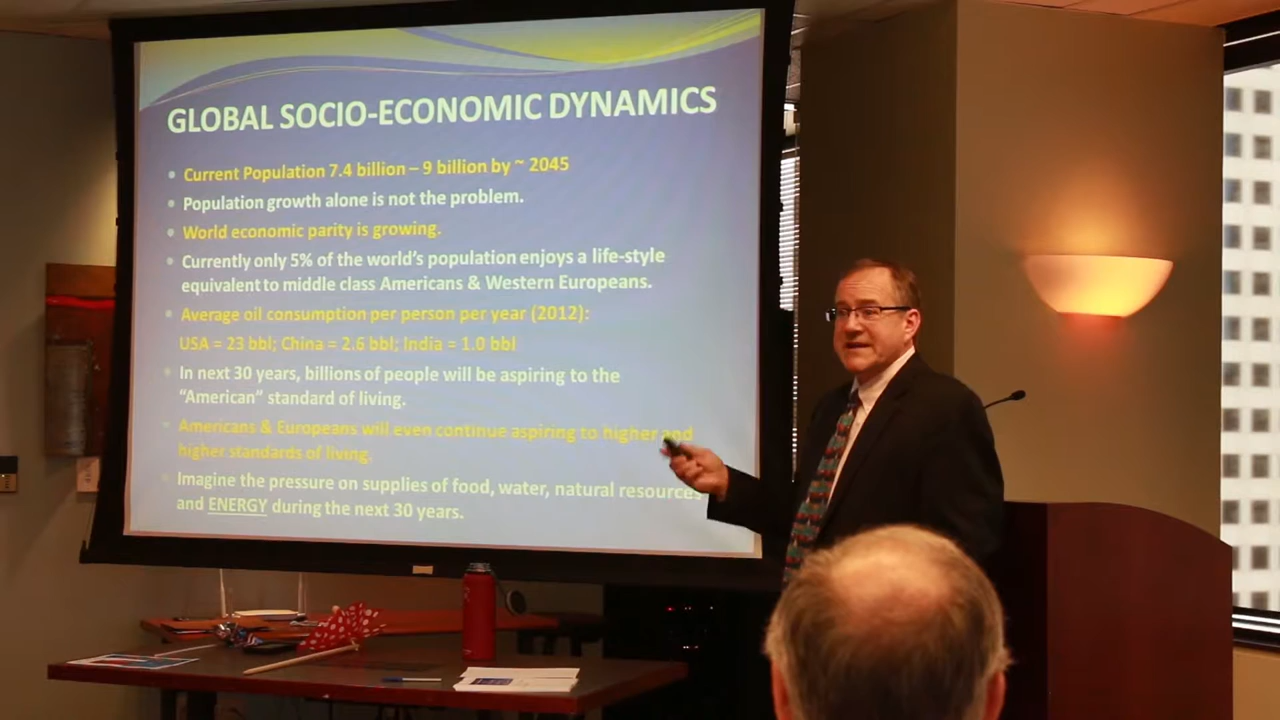 GLOBAL SOCIO-ECONOMIC DYNAMICS
• Current Population 7.4 billion – 9 billion by ~ 2045
• Population growth alone is not the problem.
• World economic parity is growing.
• Currently only 5% of the world's population enjoys a life-style
equivalent to middle class Americans & Western Europeans.
• Average oil consumption per person per year (2012):
USA = 23 bbl; China = 2.6 bbl; India = 1.0 bbl
• In next 30 years, billions of people will be aspiring to the
"American" standard of living.
• Americans & Europeans will even continue aspiring to higher and
higher standards of living.
• Imagine the pressure on supplies of food, water, natural resources
and ENERGY during the next 30 years.